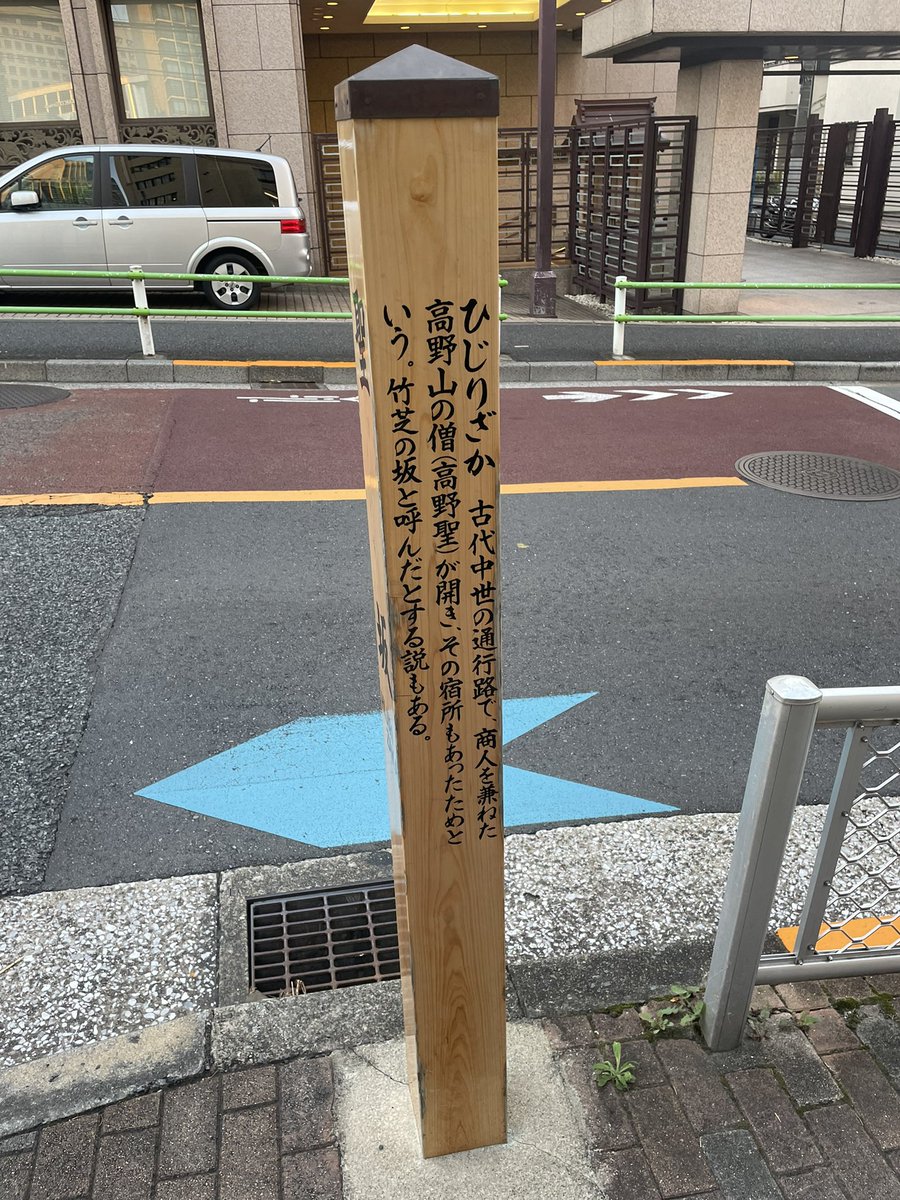 ひじりざか　古代中世の通行路で、商人を兼ねた
高野山の僧(高野聖)が開き、その宿所もあったためと
いう。竹芝の坂と呼んだとする説もある。
聖坂